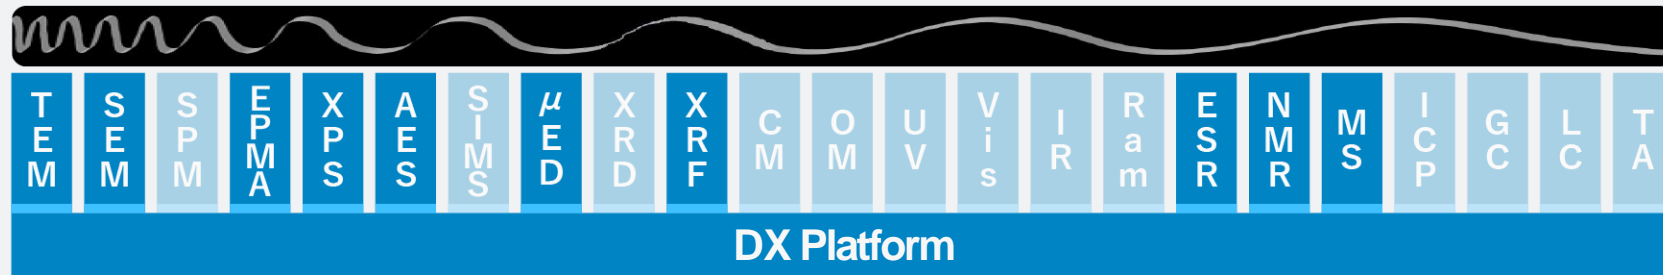 TEM
SEM
SPM
EPMA
XPS
AES
SIMS
μED
XRD
XRF
CM
OM
UV
Vis
IR
Ram
ESR
NMR
MS
ICP
GC
LC
TA
DX Platform